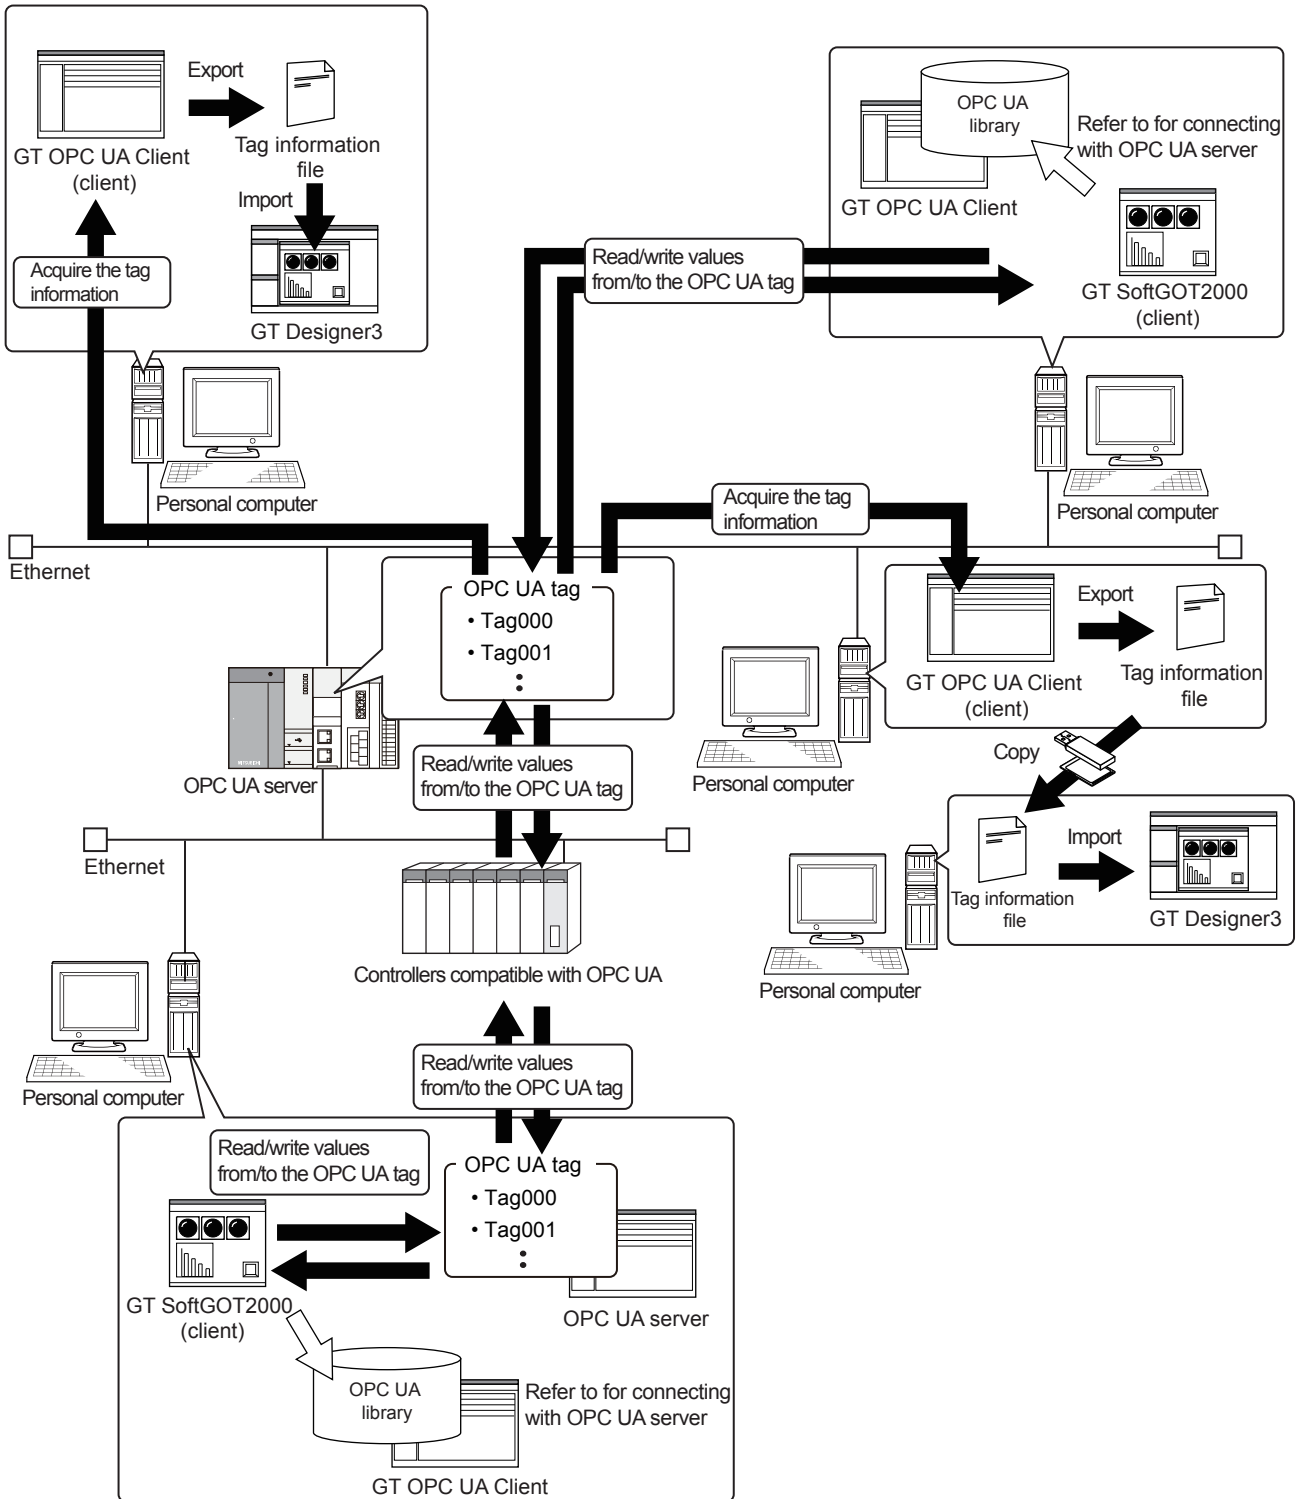 Export
GT OPC UA Client
(client)
Tag information
file
Import
Acquire the tag
information
GT Designer3
Personal computer
Ethernet
OPC UA
library
Refer to for connecting
with OPC UA server
GT OPC UA Client
GT SoftGOT2000
(client)
Read/write values
from/to the OPC UA tag
Personal computer
Acquire the tag
information
OPC UA tag
• Tag000
• Tag001
OPC UA server
Read/write values
from/to the OPC UA tag
Export
GT OPC UA Client
(client)
Tag information
file
Personal computer
Copy
Tag information
file
Import
GT Designer3
Personal computer
Ethernet
Controllers compatible with OPC UA
Personal computer
Read/write values
from/to the OPC UA tag
Read/write values
from/to the OPC UA tag
OPC UA tag
• Tag000
• Tag001
OPC UA server
GT SoftGOT2000
(client)
OPC UA
library
Refer to for connecting
with OPC UA server
GT OPC UA Client